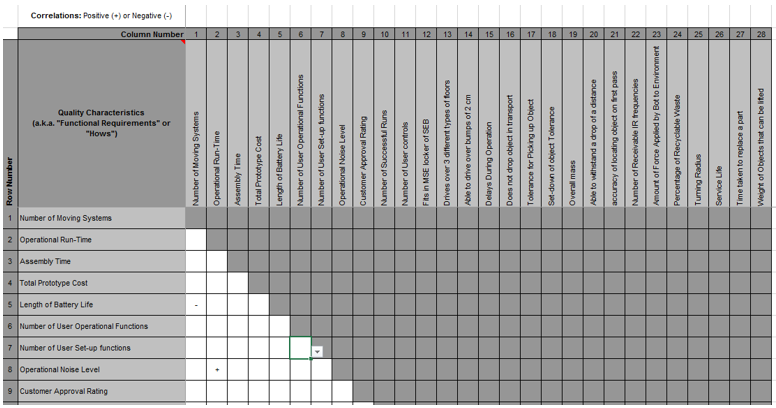 Correlations: Positive (+) or Negative (-)
Column Number 1 2 3 4 5 6 7 8 9 10 11 12 13 14 15 16 17 18 19 20 21 22 23 24 25 26 27 28
Row Number
Quality Characteristics
(a.k.a. "Functional Requirements" or
"Hows")
Number of Moving Systems
Operational Run-Time
Assembly Time
Total Prototype Cost
Length of Battery Life
Number of User Operational Functions
Number of User Set-up functions
Operational Noise Level
Customer Approval Rating
Number of Successful Runs
Number of User controls
Fits in MSE locker of SEB
Drives over 3 different types of floors
Able to drive over bumps of 2 cm
Delays During Operation
Does not drop object in transport
Tolerance for Picking up Object
Set-down of object Tolerance
Overall mass
Able to withstand a drop of a distance
accuracy of locating object on first pass
Number of Receivable IR frequencies
Amount of Force Applied by Bot to Environment
Percentage of Recyclable Waste
Turning Radius
Service Life
Time taken to replace a part
Weight of Objects that can be lifted
1 Number of Moving Systems
2 Operational Run-Time
3 Assembly Time
4 Total Prototype Cost
5 Length of Battery Life -
6 Number of User Operational Functions
7 Number of User Set-up functions
8 Operational Noise Level +
9 Customer Approval Rating